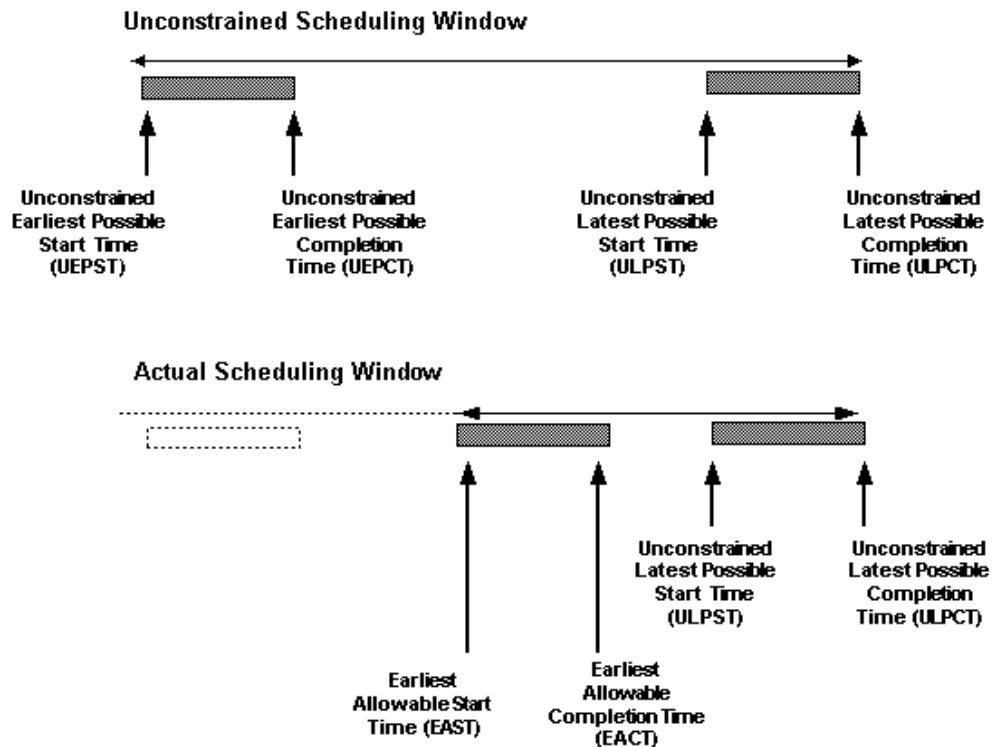 Unconstrained Scheduling Window
Unconstrained
Earliest Possible
Start Time
(UEPST)
Unconstrained
Earliest Possible
Completion
Time (UEPCT)
Unconstrained
Latest Possible
Start Time
(ULPST)
Unconstrained
Latest Possible
Completion
Time (ULPCT)
Actual Scheduling Window
Unconstrained
Latest Possible
Start Time
(ULPST)
Unconstrained
Latest Possible
Completion
Time (ULPCT)
Earliest
Allowable Start
Time (EAST)
Earliest
Allowable
Completion Time
(EACT)